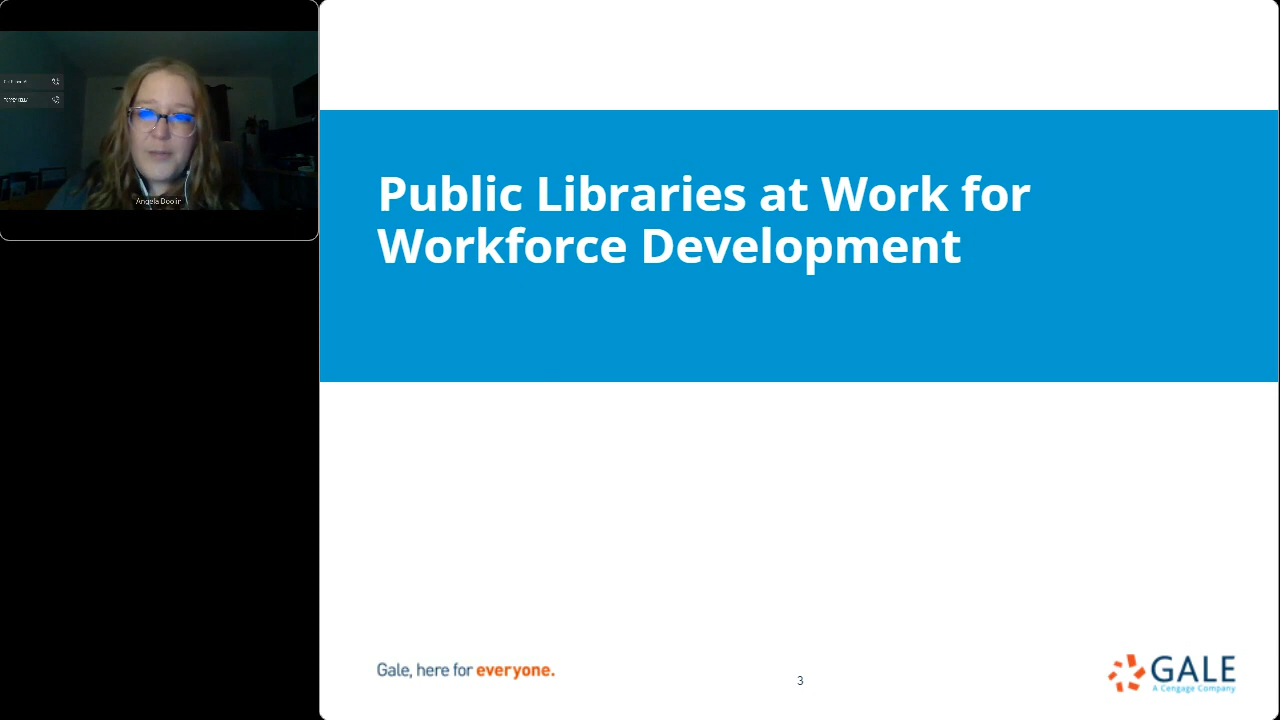 Angela Doolin
Public Libraries at Work for
Workforce Development
Gale, here for everyone.
3
GALE
A Cengage Company